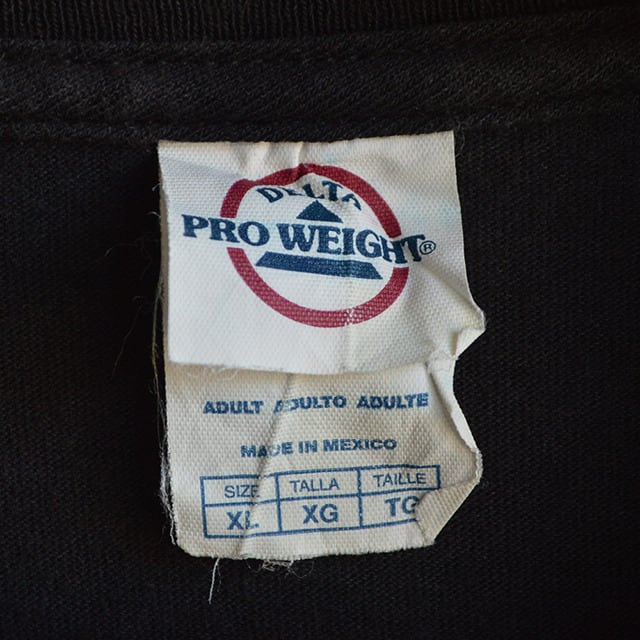 DELTA
PRO WEIGHT®
ADULT ADULTO ADULTE
MADE IN MEXICO
SIZE TALLA TAILLE
XL XG TG